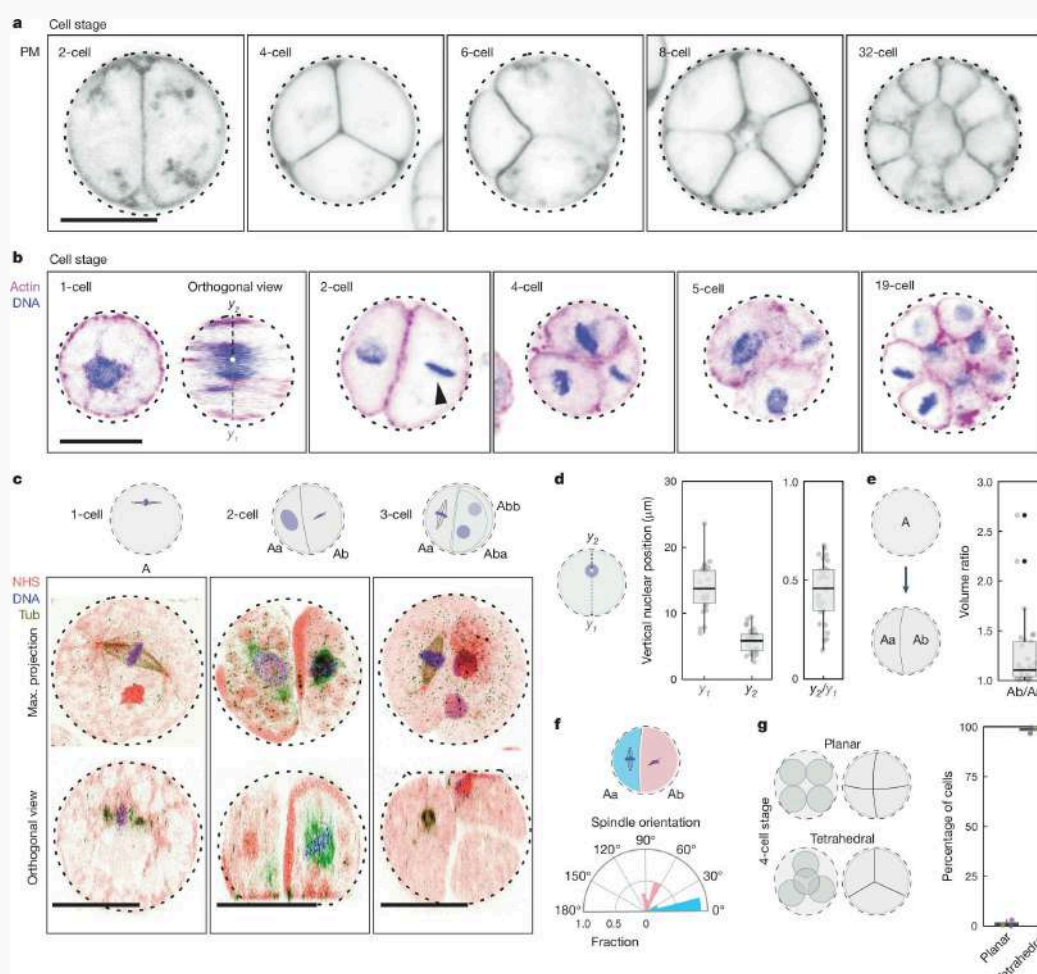 a Cell stage
PM
2-cell
4-cell
6-cell
8-cell
32-cell
b Cell stage
Actin
DNA
1-cell
Orthogonal view
y₂
y₁
2-cell
4-cell
5-cell
19-cell
c
1-cell
A
2-cell
Aa
Ab
3-cell
Abb
Aa
Aba
NHS
DNA
Tub
Max. projection
Orthogonal view
d
y₂
y₁
Vertical nuclear position (μm)
30
20
10
0
y₁
y₂
1.0
0.5
0
y₂/y₁
e
A
Aa
Ab
Volume ratio
3.0
2.5
2.0
1.5
1.0
f
Aa
Ab
Spindle orientation
90°
120°
60°
150°
30°
180°
0°
1.0
0.5
0
Fraction
g
Planar
4-cell stage
Tetrahedral
Percentage of cells
100
75
50
25
0
Planar